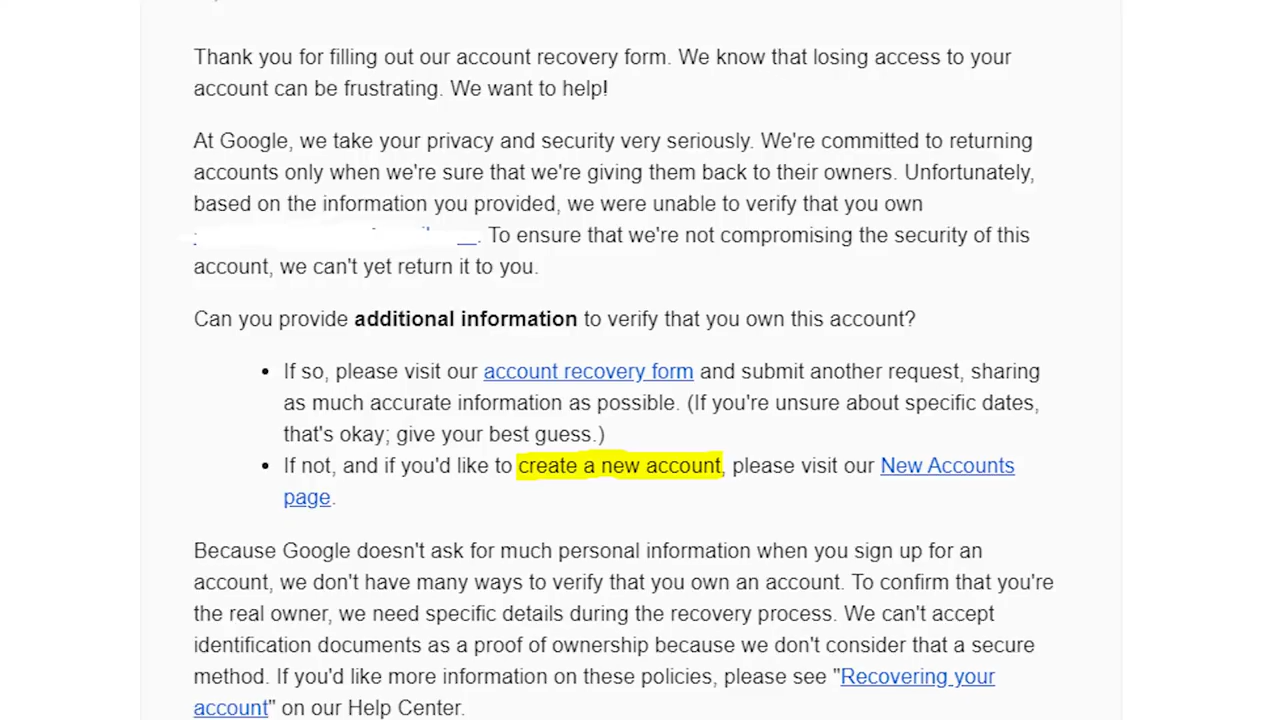 Thank you for filling out our account recovery form. We know that losing access to your
account can be frustrating. We want to help!
At Google, we take your privacy and security very seriously. We're committed to returning
accounts only when we're sure that we're giving them back to their owners. Unfortunately,
based on the information you provided, we were unable to verify that you own
. To ensure that we're not compromising the security of this
account, we can't yet return it to you.
Can you provide additional information to verify that you own this account?
• If so, please visit our account recovery form and submit another request, sharing
as much accurate information as possible. (If you're unsure about specific dates,
that's okay; give your best guess.)
• If not, and if you'd like to create a new account, please visit our New Accounts
page.
Because Google doesn't ask for much personal information when you sign up for an
account, we don't have many ways to verify that you own an account. To confirm that you're
the real owner, we need specific details during the recovery process. We can't accept
identification documents as a proof of ownership because we don't consider that a secure
method. If you'd like more information on these policies, please see "Recovering your
account" on our Help Center.